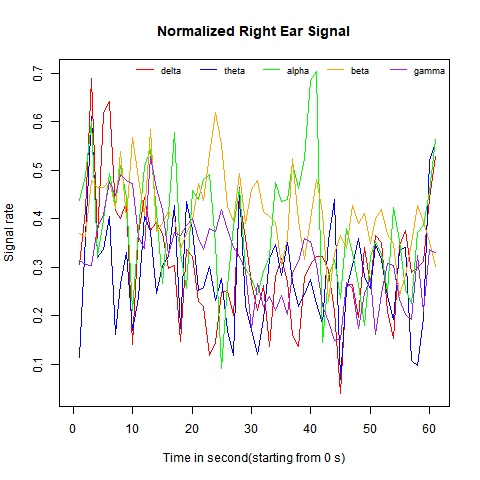 Normalized Right Ear Signal
delta theta alpha beta gamma
Signal rate
0.7
0.6
0.5
0.4
0.3
0.2
0.1
0 10 20 30 40 50 60
Time in second(starting from 0 s)